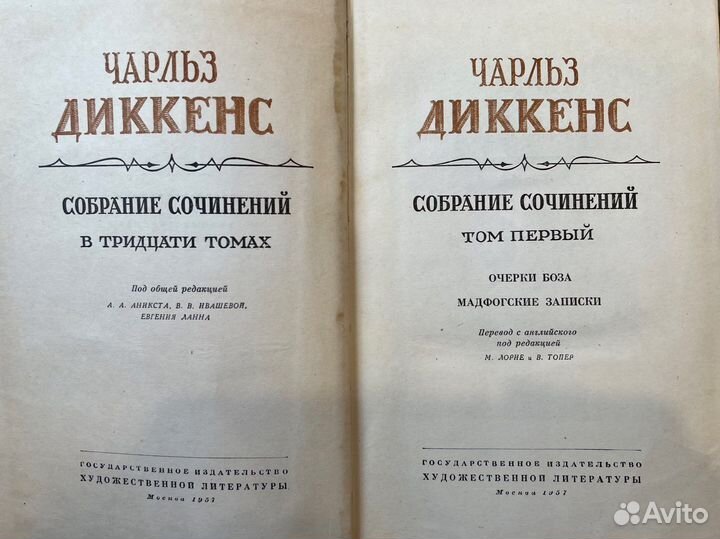 ЧАРЛЬЗ
ДИККЕНС
СОБРАНИЕ СОЧИНЕНИЙ
В ТРИДЦАТИ ТОМАХ
Под общей редакцией
А. А. АНИКСТА, В. В. ИВАШЕВОЙ,
ЕВГЕНИЯ ЛАННА
ГОСУДАРСТВЕННОЕ ИЗДАТЕЛЬСТВО
ХУДОЖЕСТВЕННОЙ ЛИТЕРАТУРЫ
Москва 1957
ЧАРЛЬЗ
ДИККЕНС
СОБРАНИЕ СОЧИНЕНИЙ
ТОМ ПЕРВЫЙ
ОЧЕРКИ БОЗА
МАДФОГСКИЕ ЗАПИСКИ
Перевод с английского
под редакцией
М. ЛОРИЕ и В. ТОПЕР
ГОСУДАРСТВЕННОЕ ИЗДАТЕЛЬСТВО
ХУДОЖЕСТВЕННОЙ ЛИТЕРАТУРЫ
Москва 1957
Avito